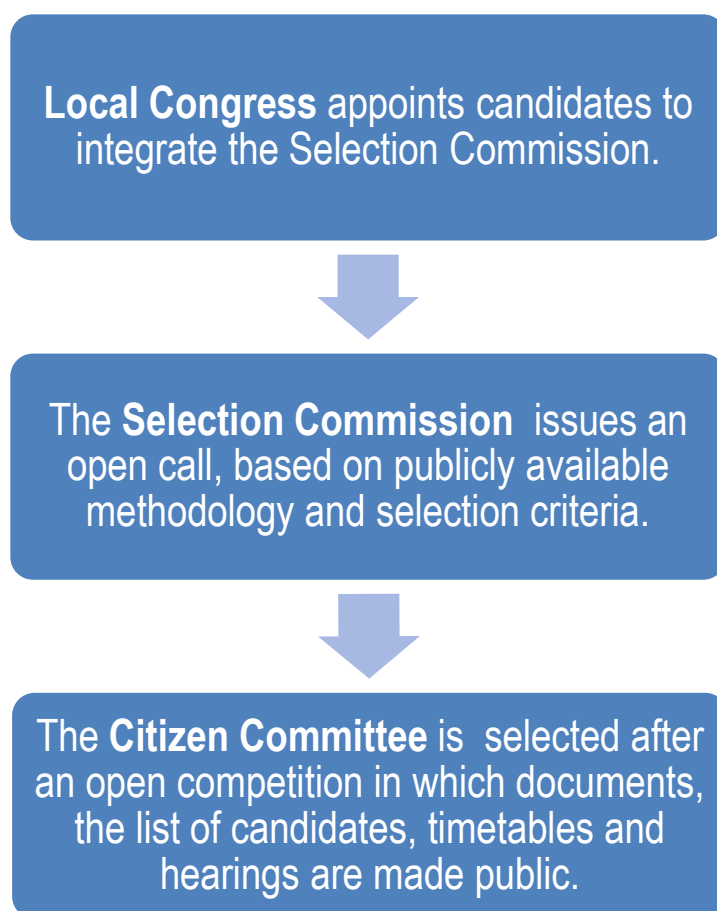 Local Congress appoints candidates to
integrate the Selection Commission.
The Selection Commission issues an
open call, based on publicly available
methodology and selection criteria.
The Citizen Committee is selected after
an open competition in which documents,
the list of candidates, timetables and
hearings are made public.